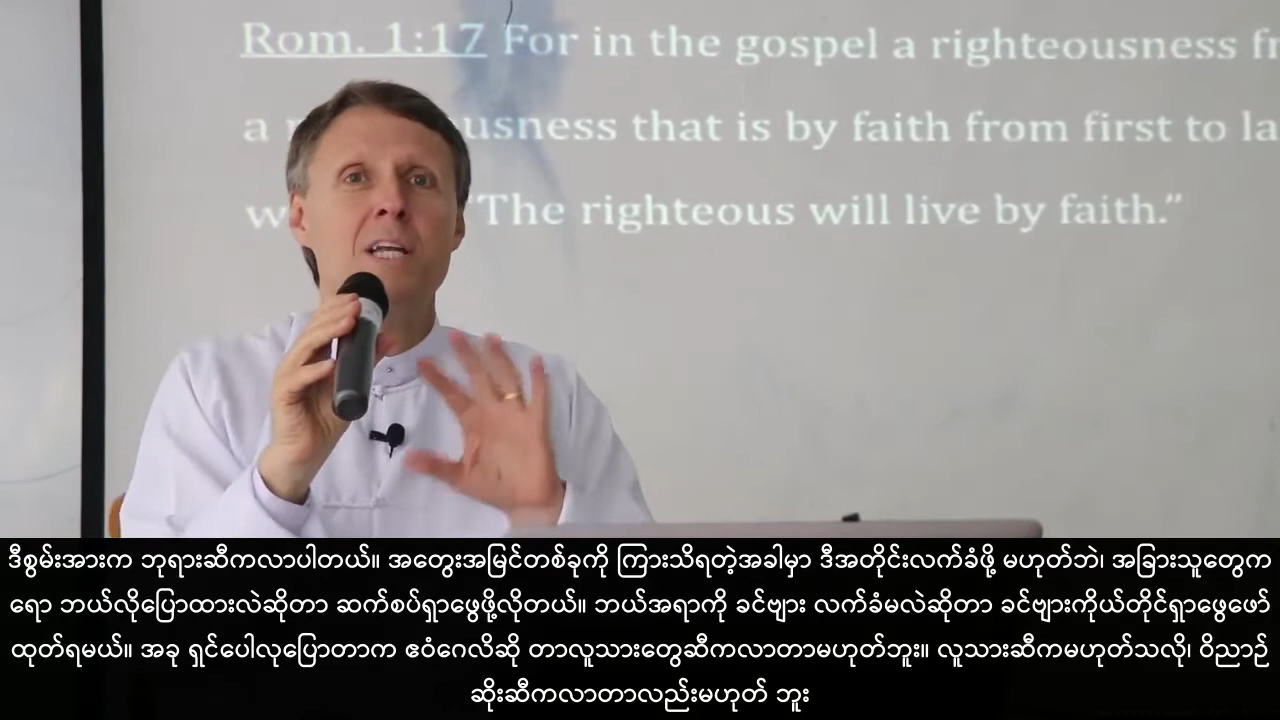 Rom. 1:17 For in the gospel a righteousness
a usness that is by faith from first to
"The righteous will live by faith."
ဒီစွမ်းအားက ဘုရားဆီကလာပါတယ်။ အတွေးအမြင်တစ်ခုကို ကြားသိရတဲ့အခါမှာ ဒီအတိုင်းလက်ခံဖို့ မဟုတ်ဘဲ၊ အခြားသူတွေက
ရော ဘယ်လိုပြောထားလဲဆိုတာ ဆက်စပ်ရှာဖွေဖို့လိုတယ်။ ဘယ်အရာကို ခင်ဗျား လက်ခံမလဲဆိုတာ ခင်ဗျားကိုယ်တိုင်ရှာဖွေဖော်
ထုတ်ရမယ်။ အခု ရှင်ပေါလုပြောတာက ဧဝံဂေလိဆို တာလူသားတွေဆီကလာတာမဟုတ်ဘူး။ လူသားဆီကမဟုတ်သလို၊ ဝိညာဉ်
ဆိုးဆီကလာတာလည်းမဟုတ် ဘူး